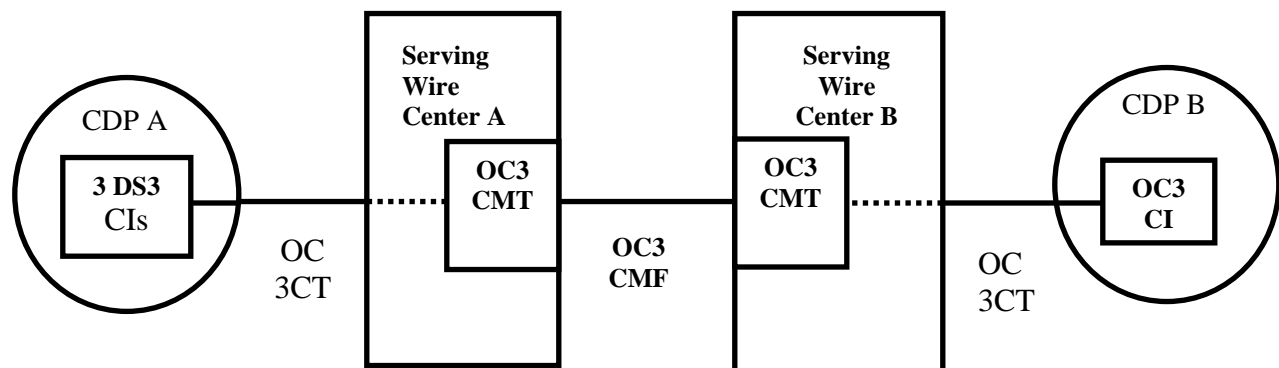 CDP A
3 DS3
CIs
OC
3CT
Serving
Wire
Center A
OC3
CMT
OC3
CMF
Serving
Wire
Center B
OC3
CMT
OC
3CT
CDP B
OC3
CI